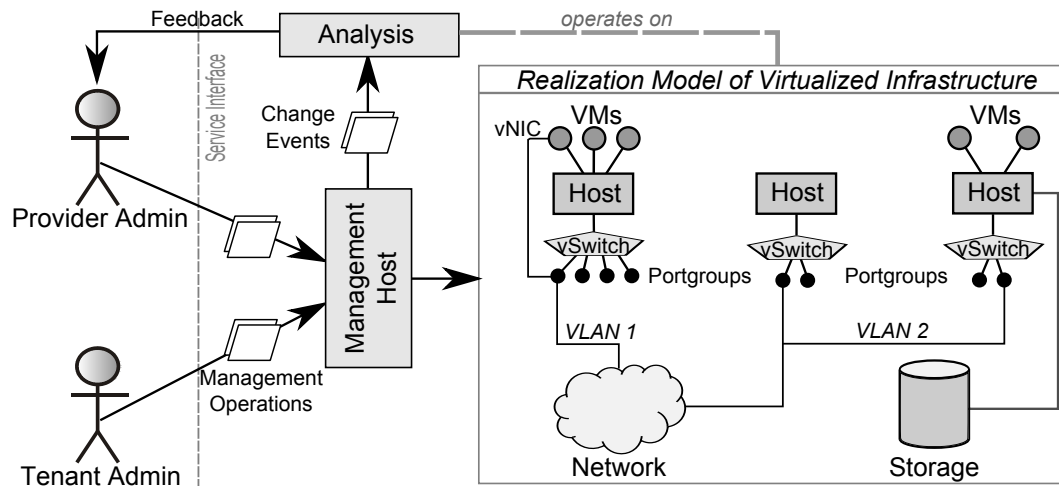 Feedback
Analysis
operates on
Service Interface
Change
Events
Provider Admin
Management
Host
Management
Operations
Tenant Admin
Realization Model of Virtualized Infrastructure
vNIC
VMs
VMs
Host
Host
Host
vSwitch
vSwitch
vSwitch
Portgroups
Portgroups
VLAN 1
VLAN 2
Network
Storage